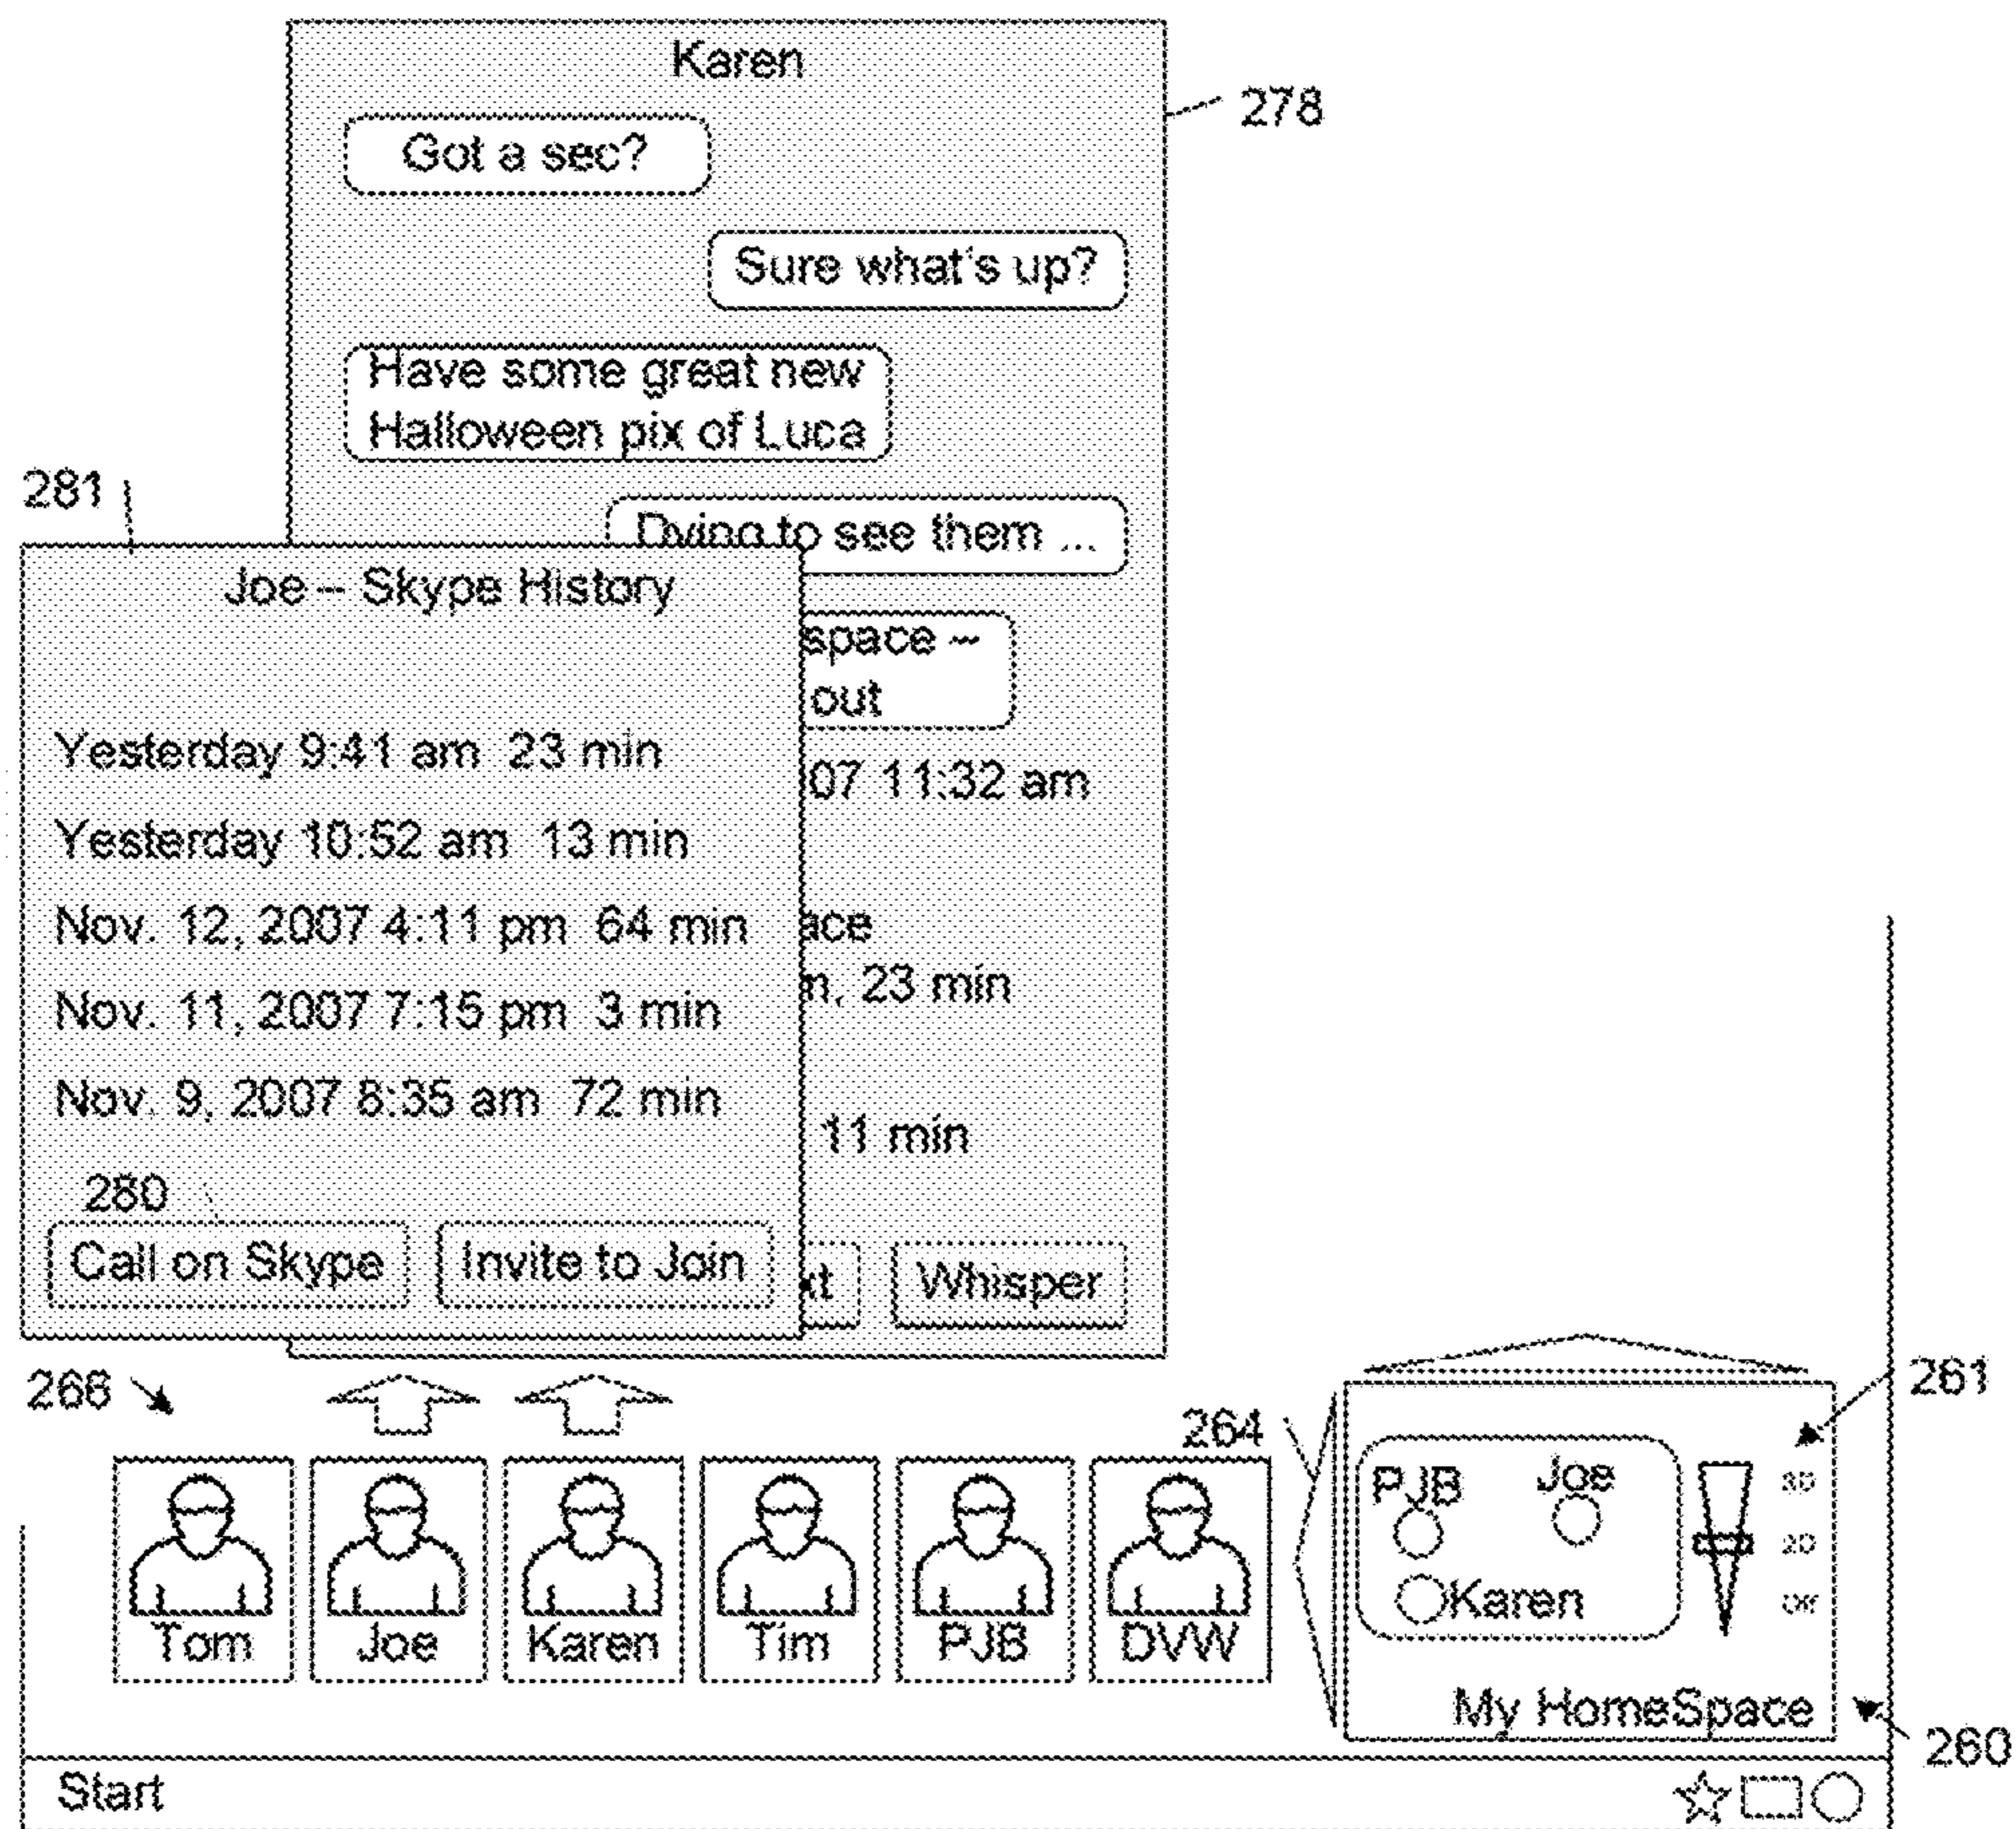 Karen
278
Got a sec?
Sure what's up?
Have some great new
Halloween pix of Luca
281
Dying to see them ...
Joe – Skype History
space –
out
Yesterday 9:41 am 23 min
07 11:32 am
Yesterday 10:52 am 13 min
Nov. 12, 2007 4:11 pm 64 min
ace
n, 23 min
Nov. 11, 2007 7:15 pm 3 min
Nov. 9, 2007 8:35 am 72 min
11 min
280
Call on Skype
Invite to Join
xt
Whisper
266
261
264
PJB
Joe
3D
2D
Off
Karen
Tom
Joe
Karen
Tim
PJB
DVW
My HomeSpace
260
Start